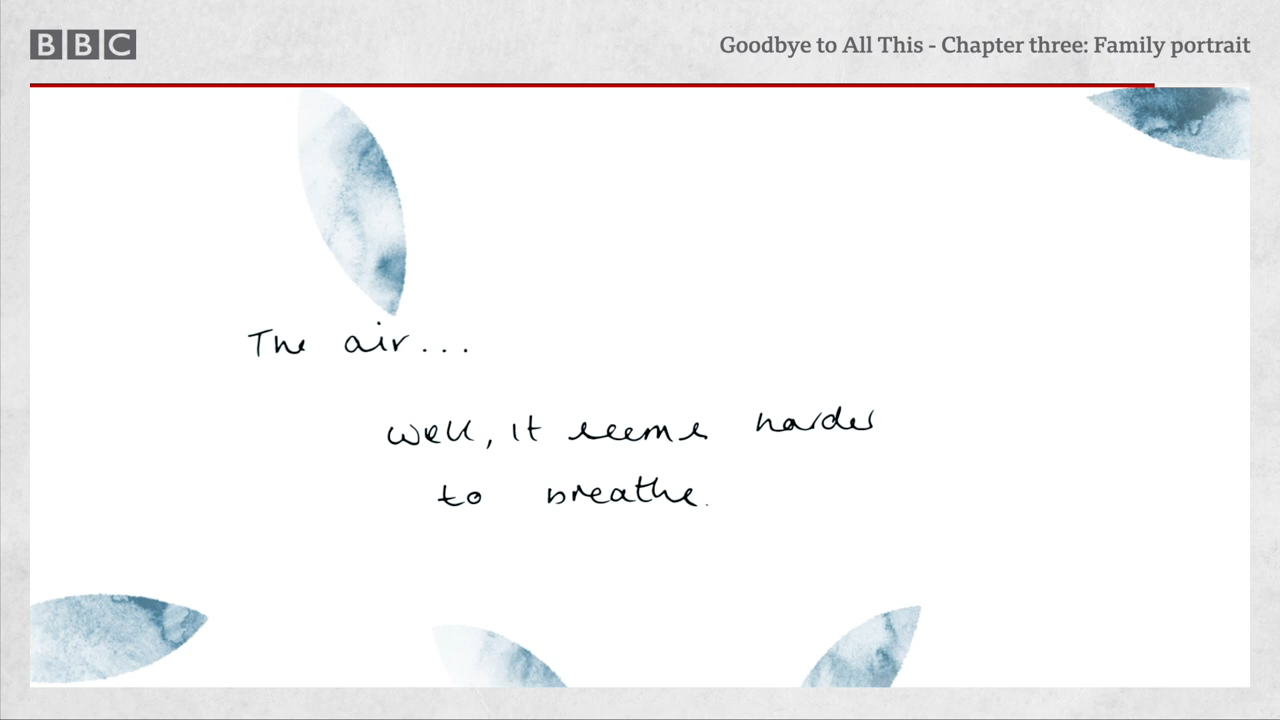 BBC
Goodbye to All This - Chapter three: Family portrait
The air...
well, it seems harder
to breathe.